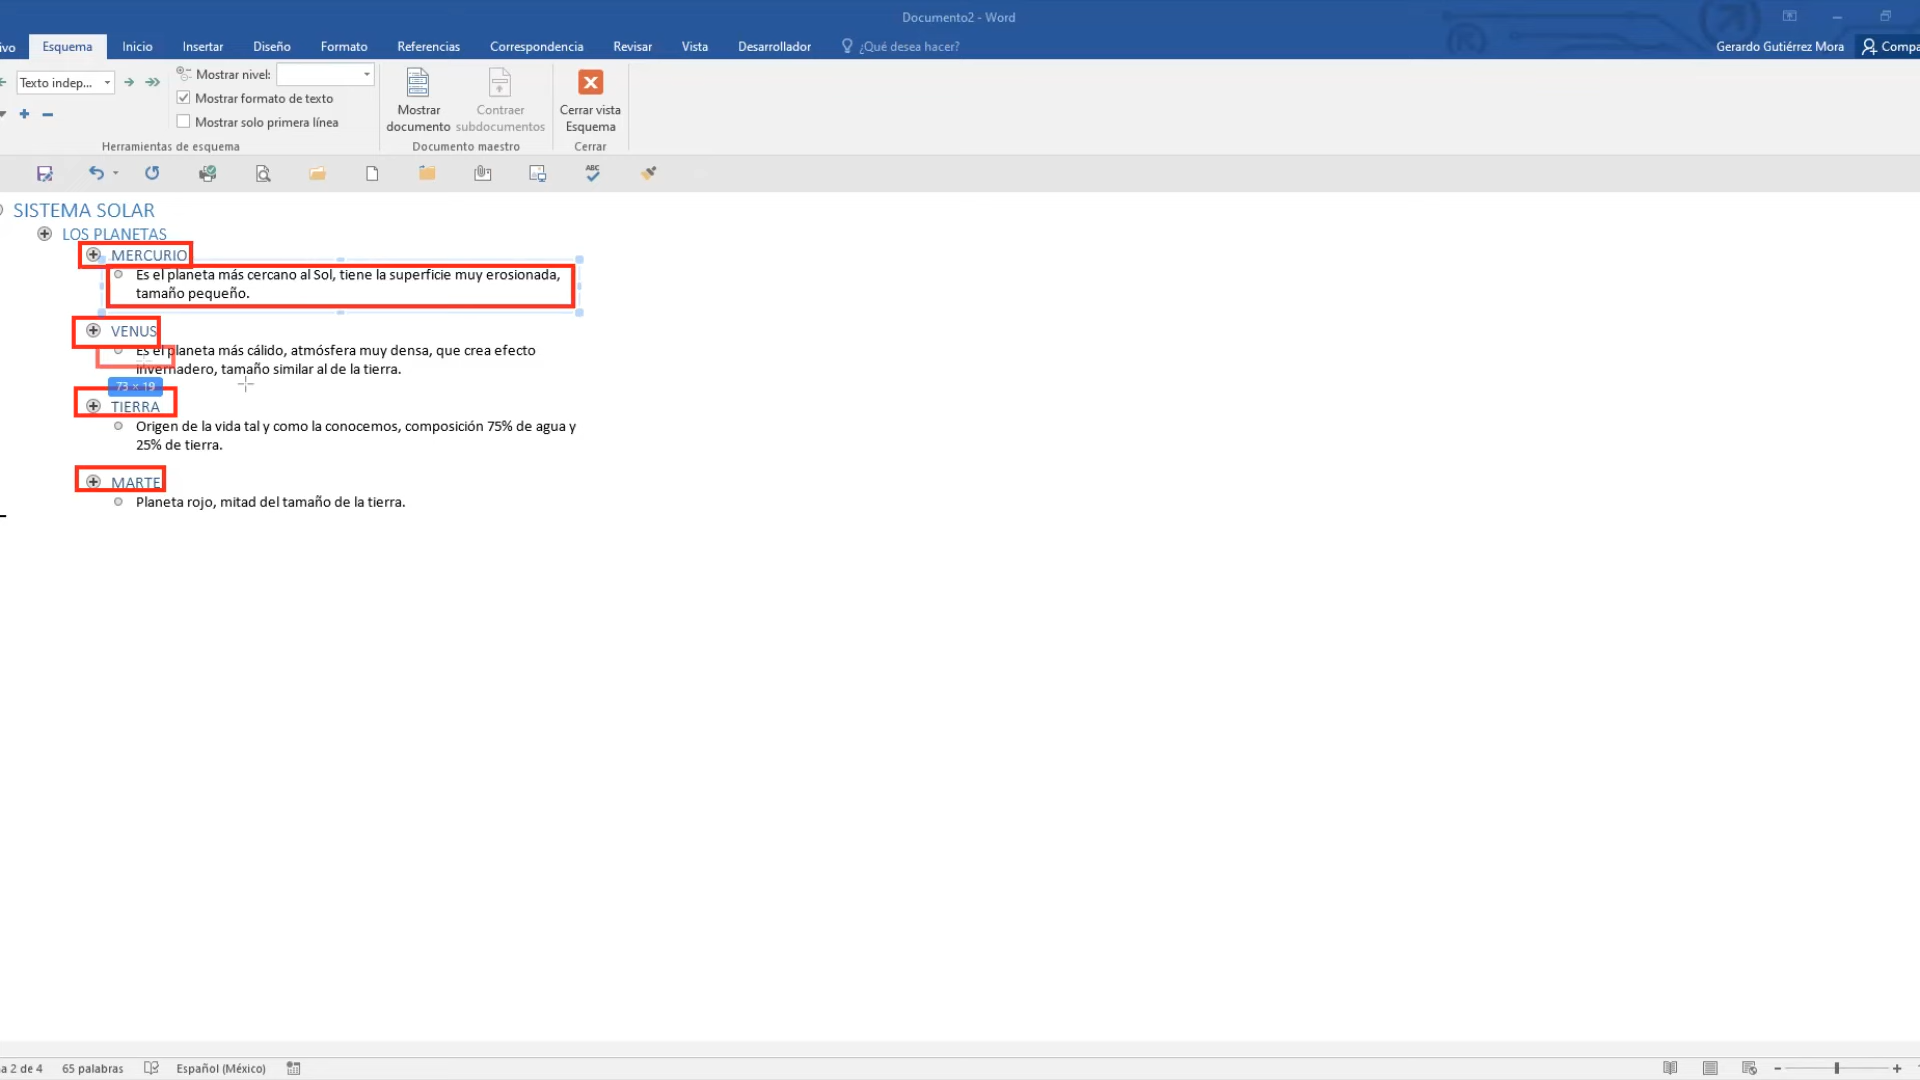 Documento2 - Word
ivo Esquema Inicio Insertar Diseño Formato Referencias Correspondencia Revisar Vista Desarrollador ¿Qué desea hacer? Gerardo Gutiérrez Mora Compa
Texto indep...
Mostrar nivel:
Mostrar formato de texto
Mostrar solo primera línea
Herramientas de esquema
Mostrar
documento
Contraer
subdocumentos
Documento maestro
Cerrar vista
Esquema
Cerrar
ABC
SISTEMA SOLAR
LOS PLANETAS
MERCURIO
Es el planeta más cercano al Sol, tiene la superficie muy erosionada,
tamaño pequeño.
VENUS
Es el planeta más cálido, atmósfera muy densa, que crea efecto
invernadero, tamaño similar al de la tierra.
73 × 19
TIERRA
Origen de la vida tal y como la conocemos, composición 75% de agua y
25% de tierra.
MARTE
Planeta rojo, mitad del tamaño de la tierra.
a 2 de 4 65 palabras Español (México)